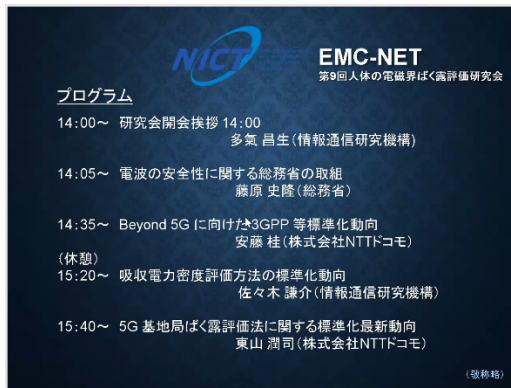 NICT
EMC-NET
第9回人体の電磁界ばく露評価研究会
プログラム
14:00～ 研究会開会挨拶 14:00
多氣 昌生(情報通信研究機構)
14:05～ 電波の安全性に関する総務省の取組
藤原 史隆(総務省)
14:35～ Beyond 5G に向けた3GPP 等標準化動向
安藤 桂(株式会社NTTドコモ)
(休憩)
15:20～ 吸収電力密度評価方法の標準化動向
佐々木 謙介(情報通信研究機構)
15:40～ 5G 基地局ばく露評価法に関する標準化最新動向
東山 潤司(株式会社NTTドコモ)
(敬称略)